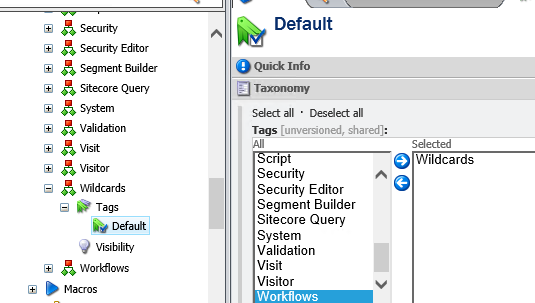 Security
Security Editor
Segment Builder
Sitecore Query
System
Validation
Visit
Visitor
Wildcards
Tags
Default
Visibility
Workflows
Macros
Default
Quick Info
Taxonomy
Select all · Deselect all
Tags [unversioned, shared]:
All
Script
Security
Security Editor
Segment Builder
Sitecore Query
System
Validation
Visit
Visitor
Workflows
Selected
Wildcards